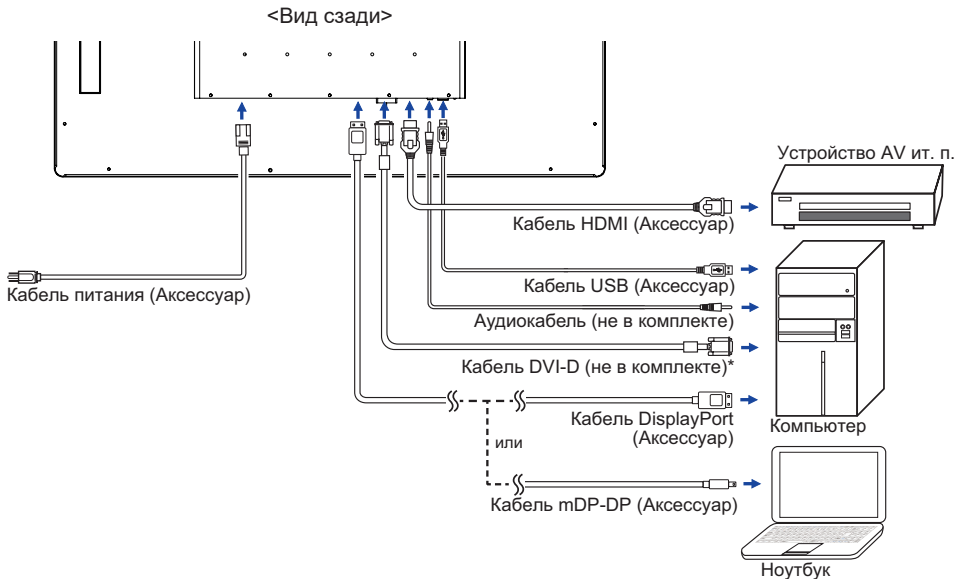 <Вид сзади>
Устройство AV ит. п.
Кабель HDMI (Аксессуар)
Кабель USB (Аксессуар)
Кабель питания (Аксессуар)
Аудиокабель (не в комплекте)
Кабель DVI-D (не в комплекте)*
Кабель DisplayPort
(Аксессуар)
Компьютер
или
Кабель mDP-DP (Аксессуар)
Ноутбук